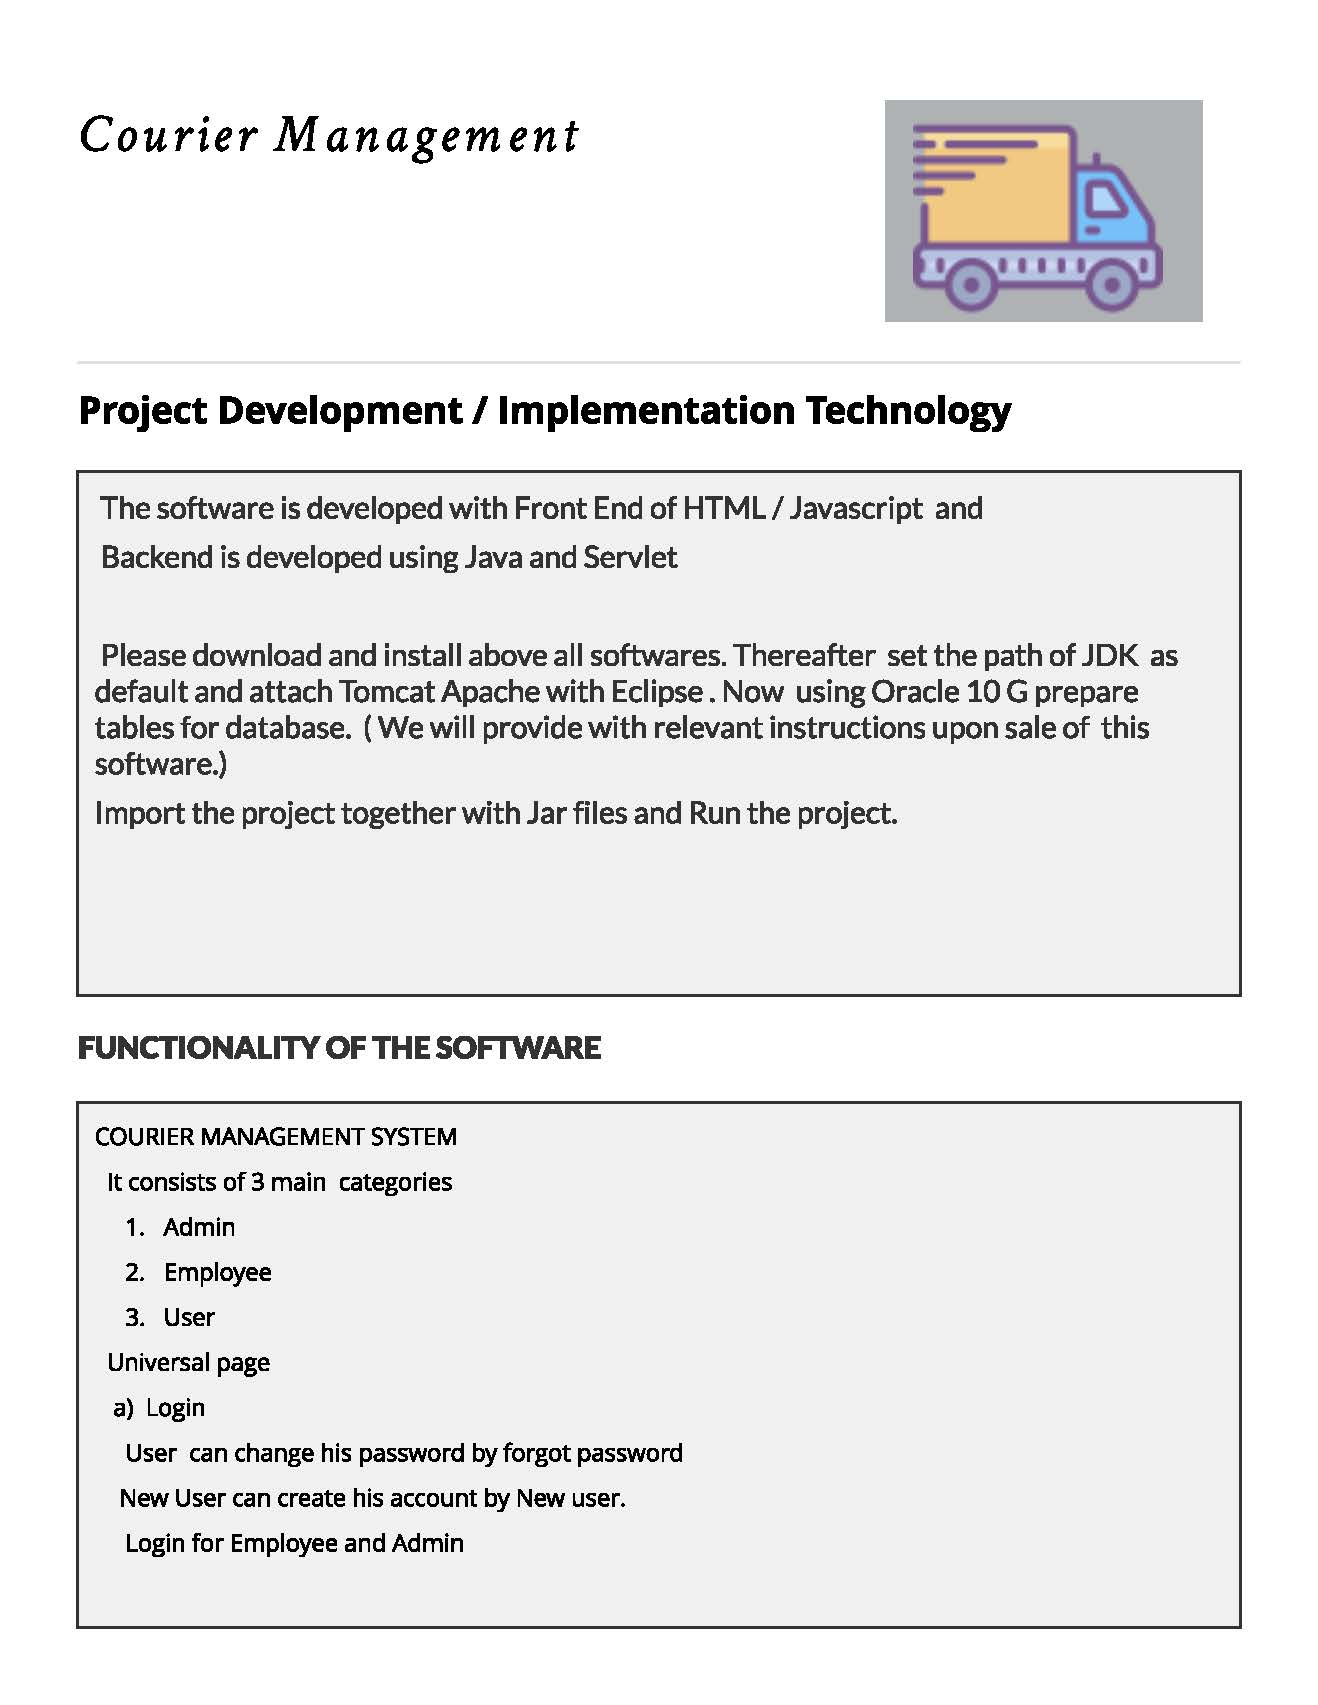 Courier Management
Project Development / Implementation Technology
The software is developed with Front End of HTML / Javascript and
Backend is developed using Java and Servlet
Please download and install above all softwares. Thereafter set the path of JDK as
default and attach Tomcat Apache with Eclipse . Now using Oracle 10 G prepare
tables for database. ( We will provide with relevant instructions upon sale of this
software.)
Import the project together with Jar files and Run the project.
FUNCTIONALITY OF THE SOFTWARE
COURIER MANAGEMENT SYSTEM
It consists of 3 main categories
1. Admin
2. Employee
3. User
Universal page
a) Login
User can change his password by forgot password
New User can create his account by New user.
Login for Employee and Admin